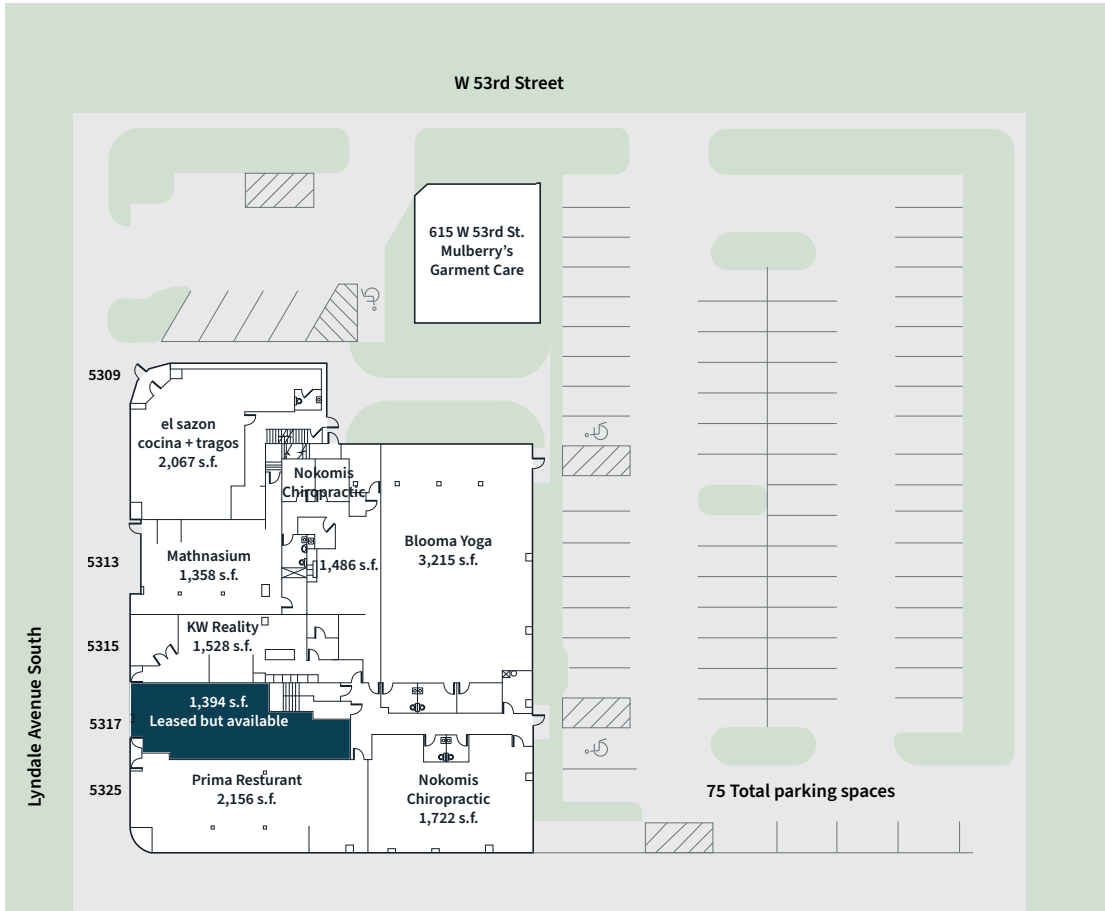 W 53rd Street
615 W 53rd St.
Mulberry’s
Garment Care
5309
el sazon
cocina + tragos
2,067 s.f.
Nokomis
Chiropractic
1,486 s.f.
Blooma Yoga
3,215 s.f.
5313
Mathnasium
1,358 s.f.
5315
KW Reality
1,528 s.f.
5317
1,394 s.f.
Leased but available
5325
Prima Resturant
2,156 s.f.
Nokomis
Chiropractic
1,722 s.f.
75 Total parking spaces
Lyndale Avenue South